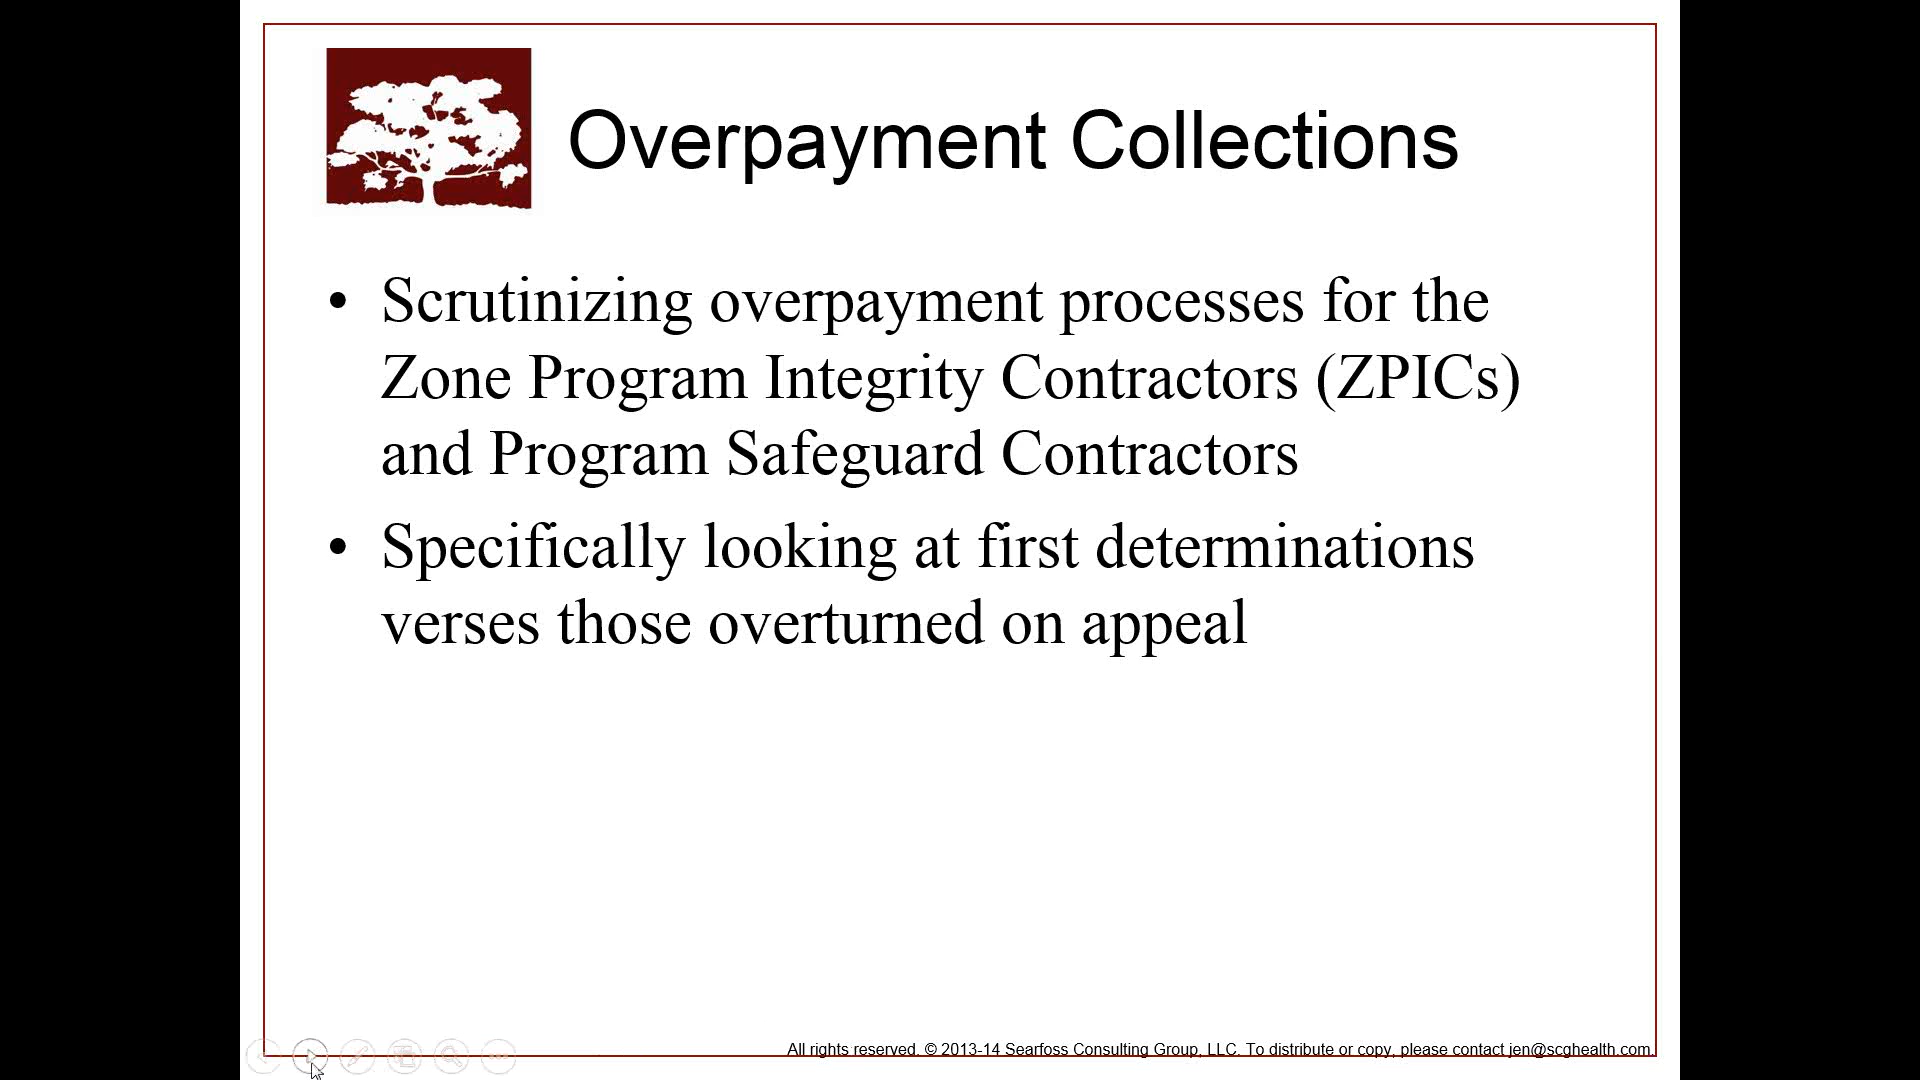 Overpayment Collections
• Scrutinizing overpayment processes for the
Zone Program Integrity Contractors (ZPICs)
and Program Safeguard Contractors
• Specifically looking at first determinations
verses those overturned on appeal
All rights reserved. © 2013-14 Searfoss Consulting Group, LLC. To distribute or copy, please contact jen@scghealth.com.